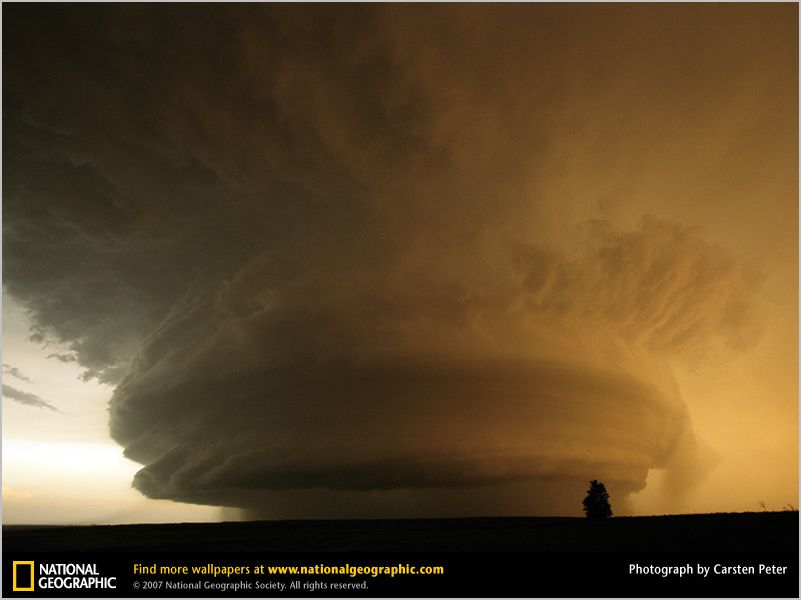 NATIONAL
GEOGRAPHIC
Find more wallpapers at www.nationalgeographic.com
© 2007 National Geographic Society. All rights reserved.
Photograph by Carsten Peter